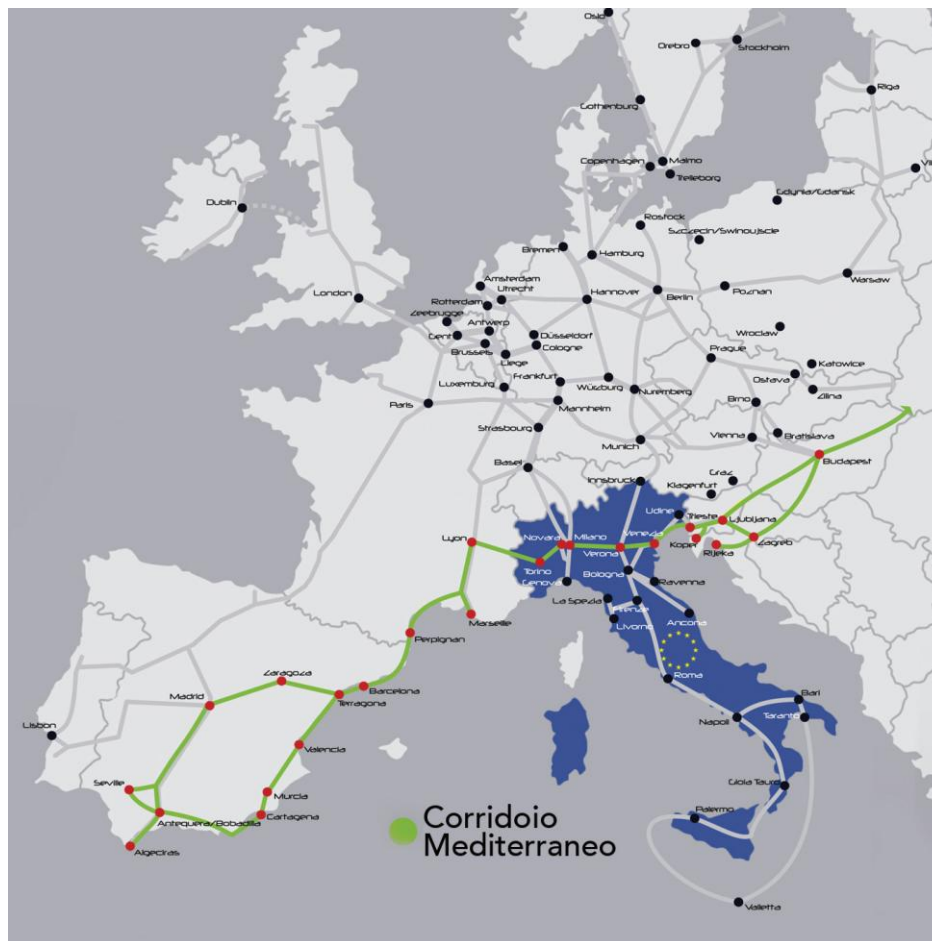 Oslo
Orebro
Stockholm
Riga
Gothenburg
Copenhagen
Malmo
Trelleborg
Vil
Gdynia/Gdansk
Dublin
Rostock
Szczecin/Swinoujscie
Bremen
Hamburg
Warsaw
Amsterdam
Utrecht
London
Rotterdam
Hannover
Berlin
Poznan
Zeebrugge
Antwerp
Gent
Düsseldorf
Wroclaw
Brussels
Cologne
Liege
Prague
Katowice
Frankfurt
Ostava
Luxemburg
Würzburg
Nuremberg
Zilina
Paris
Mannheim
Brno
Strasbourg
Munich
Vienna
Bratislava
Basel
Budapest
Innsbruck
Graz
Klagenfurt
Udine
Trieste
Ljubljana
Lyon
Novara
Milano
Venezia
Verona
Koper
Rijeka
Zagreb
Torino
Genova
Bologna
Ravenna
La Spezia
Firenze
Marseille
Livorno
Ancona
Perpignan
Zaragoza
Madrid
Barcelona
Roma
Terragona
Lisbon
Bari
Napoli
Taranto
Valencia
Seville
Gioia Tauro
Murcia
Antequera/Bobadilla
Cartagena
Palermo
Algeciras
Corridoio
Mediterraneo
Valletta